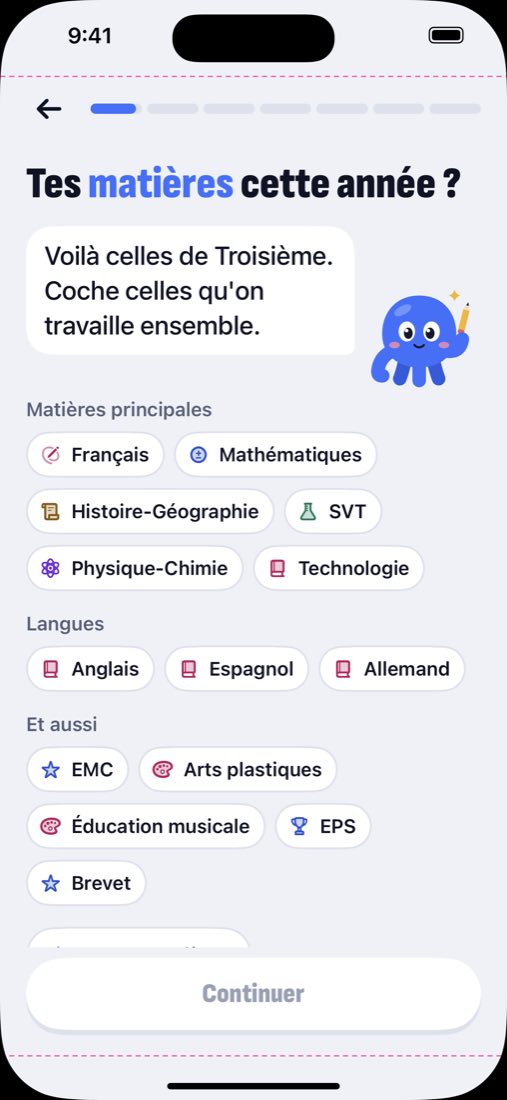 9:41
Tes matières cette année ?
Voilà celles de Troisième.
Coche celles qu'on
travaille ensemble.
Matières principales
Français
Mathématiques
Histoire-Géographie
SVT
Physique-Chimie
Technologie
Langues
Anglais
Espagnol
Allemand
Et aussi
EMC
Arts plastiques
Éducation musicale
EPS
Brevet
Continuer